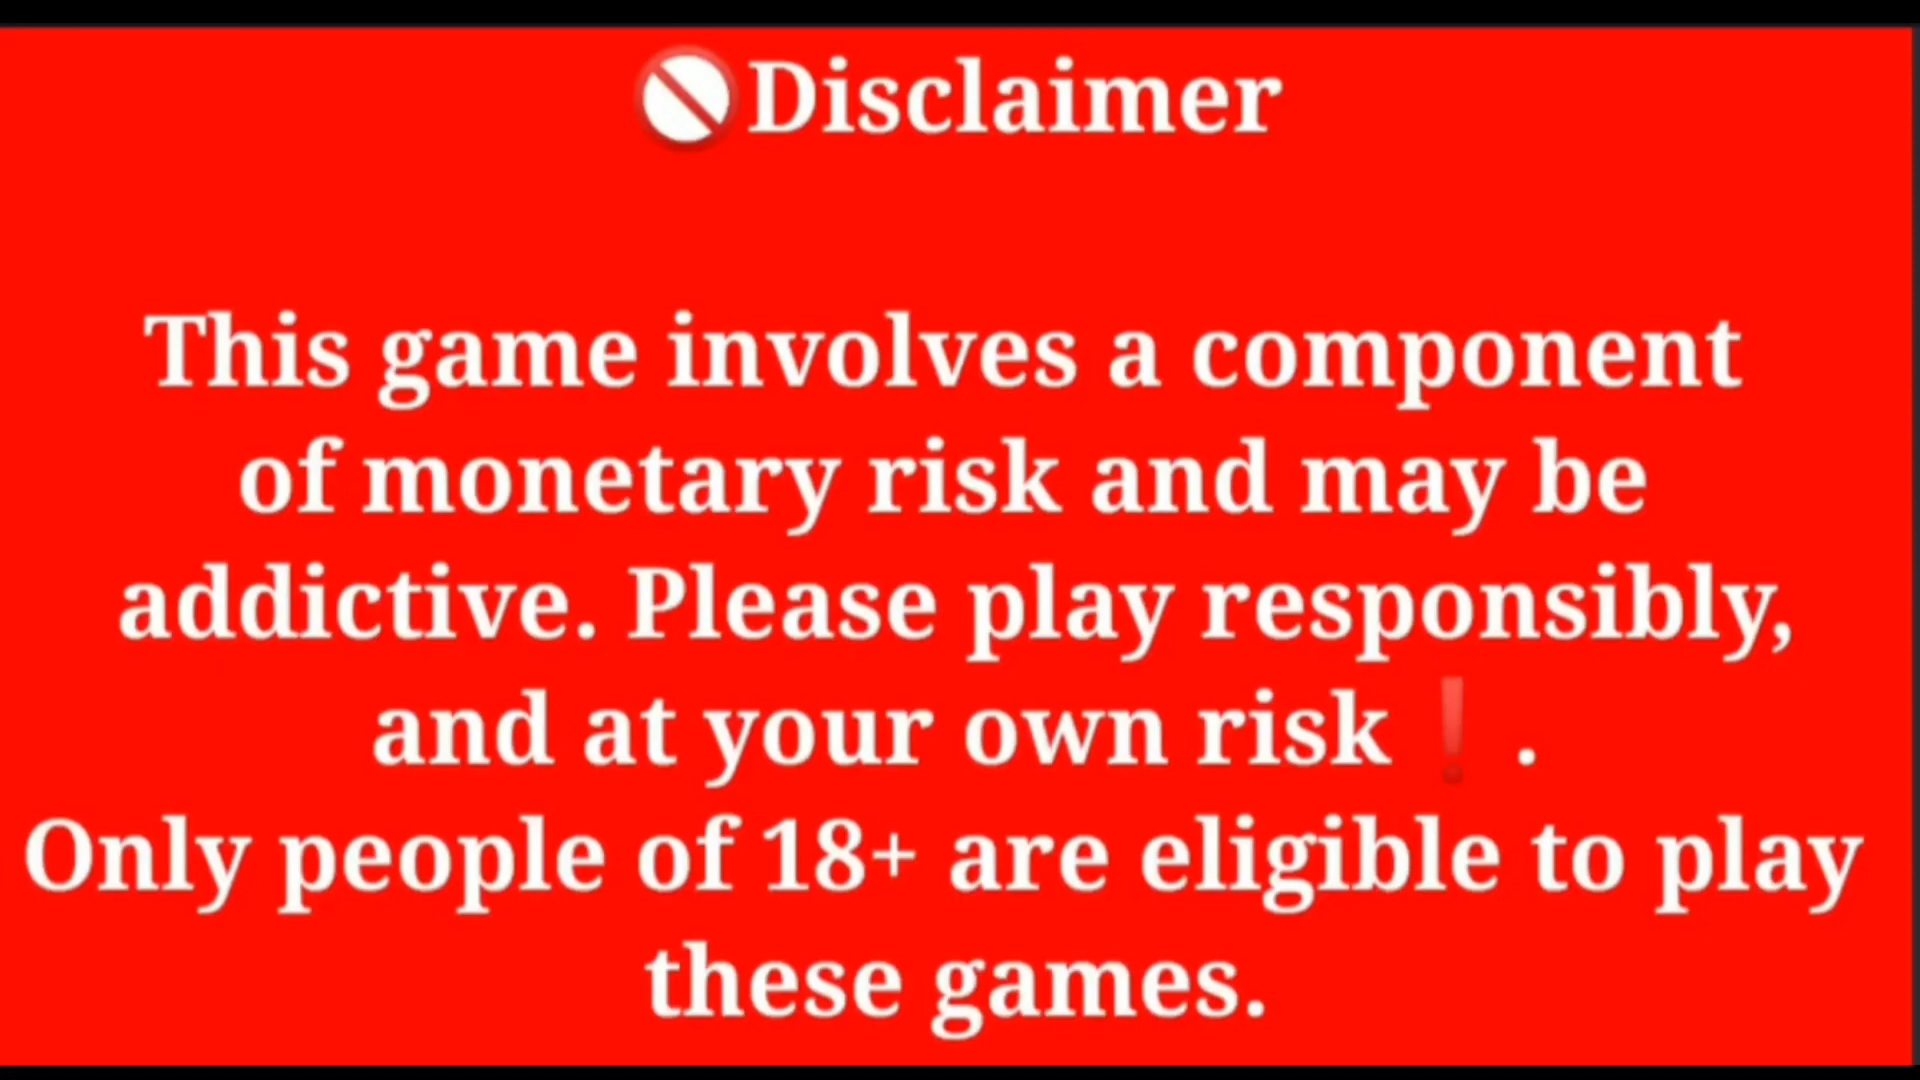 🚫Disclaimer
This game involves a component
of monetary risk and may be
addictive. Please play responsibly,
and at your own risk❗.
Only people of 18+ are eligible to play
these games.